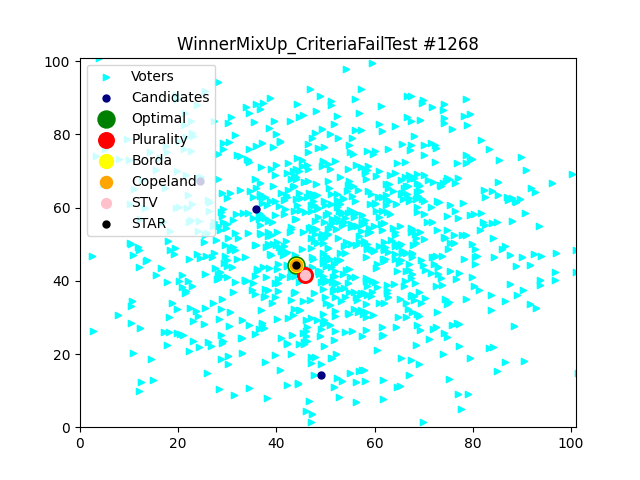 WinnerMixUp_CriteriaFailTest #1268
100
80
60
40
20
0
0 20 40 60 80 100
Voters
Candidates
Optimal
Plurality
Borda
Copeland
STV
STAR